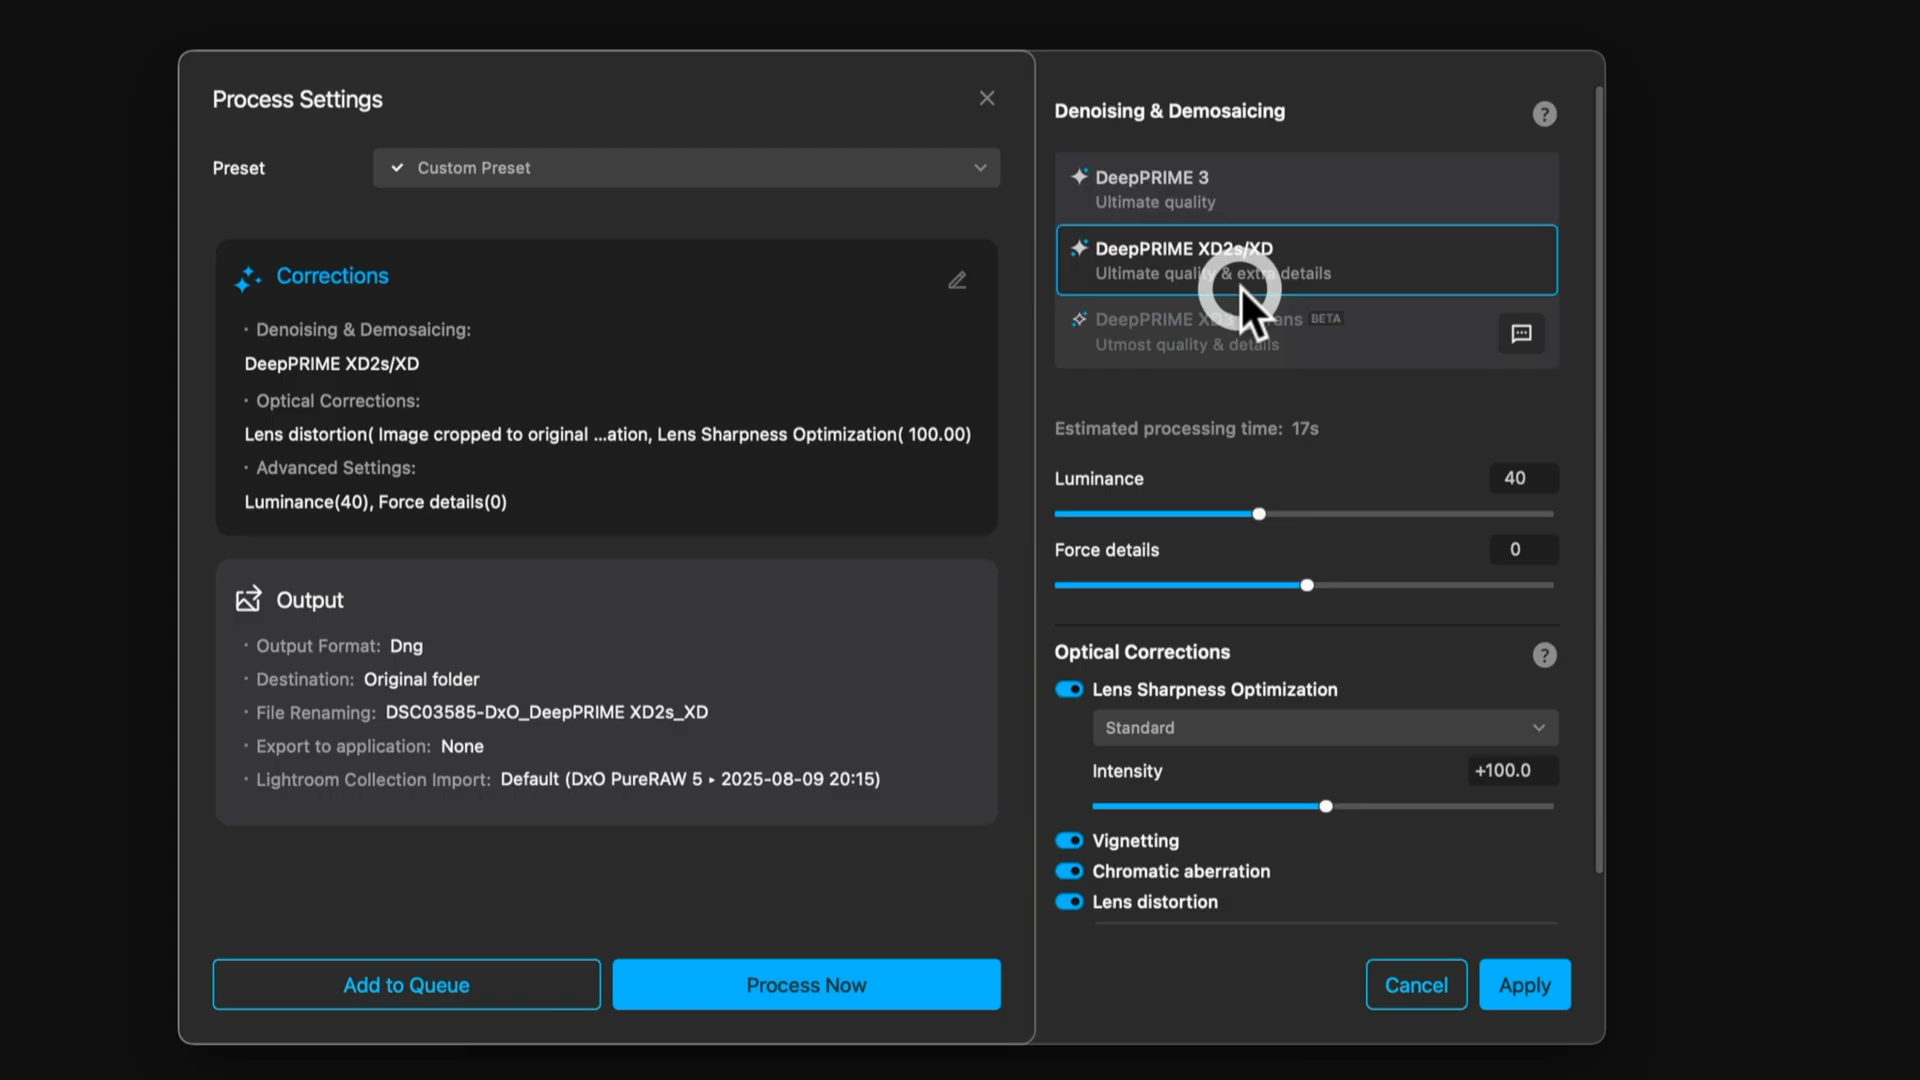 Process Settings
Preset
Custom Preset
Corrections
· Denoising & Demosaicing:
DeepPRIME XD2s/XD
· Optical Corrections:
Lens distortion( Image cropped to original ...ation, Lens Sharpness Optimization( 100.00)
· Advanced Settings:
Luminance(40), Force details(0)
Output
· Output Format: Dng
· Destination: Original folder
· File Renaming: DSC03585-DxO_DeepPRIME XD2s_XD
· Export to application: None
· Lightroom Collection Import: Default (DxO PureRAW 5 ▸ 2025-08-09 20:15)
Add to Queue
Process Now
Denoising & Demosaicing
?
DeepPRIME 3
Ultimate quality
DeepPRIME XD2s/XD
Ultimate quality & extra details
DeepPRIME BETA
Utmost quality & details
Estimated processing time: 17s
Luminance 40
Force details 0
Optical Corrections
?
Lens Sharpness Optimization
Standard
Intensity +100.0
Vignetting
Chromatic aberration
Lens distortion
Cancel
Apply